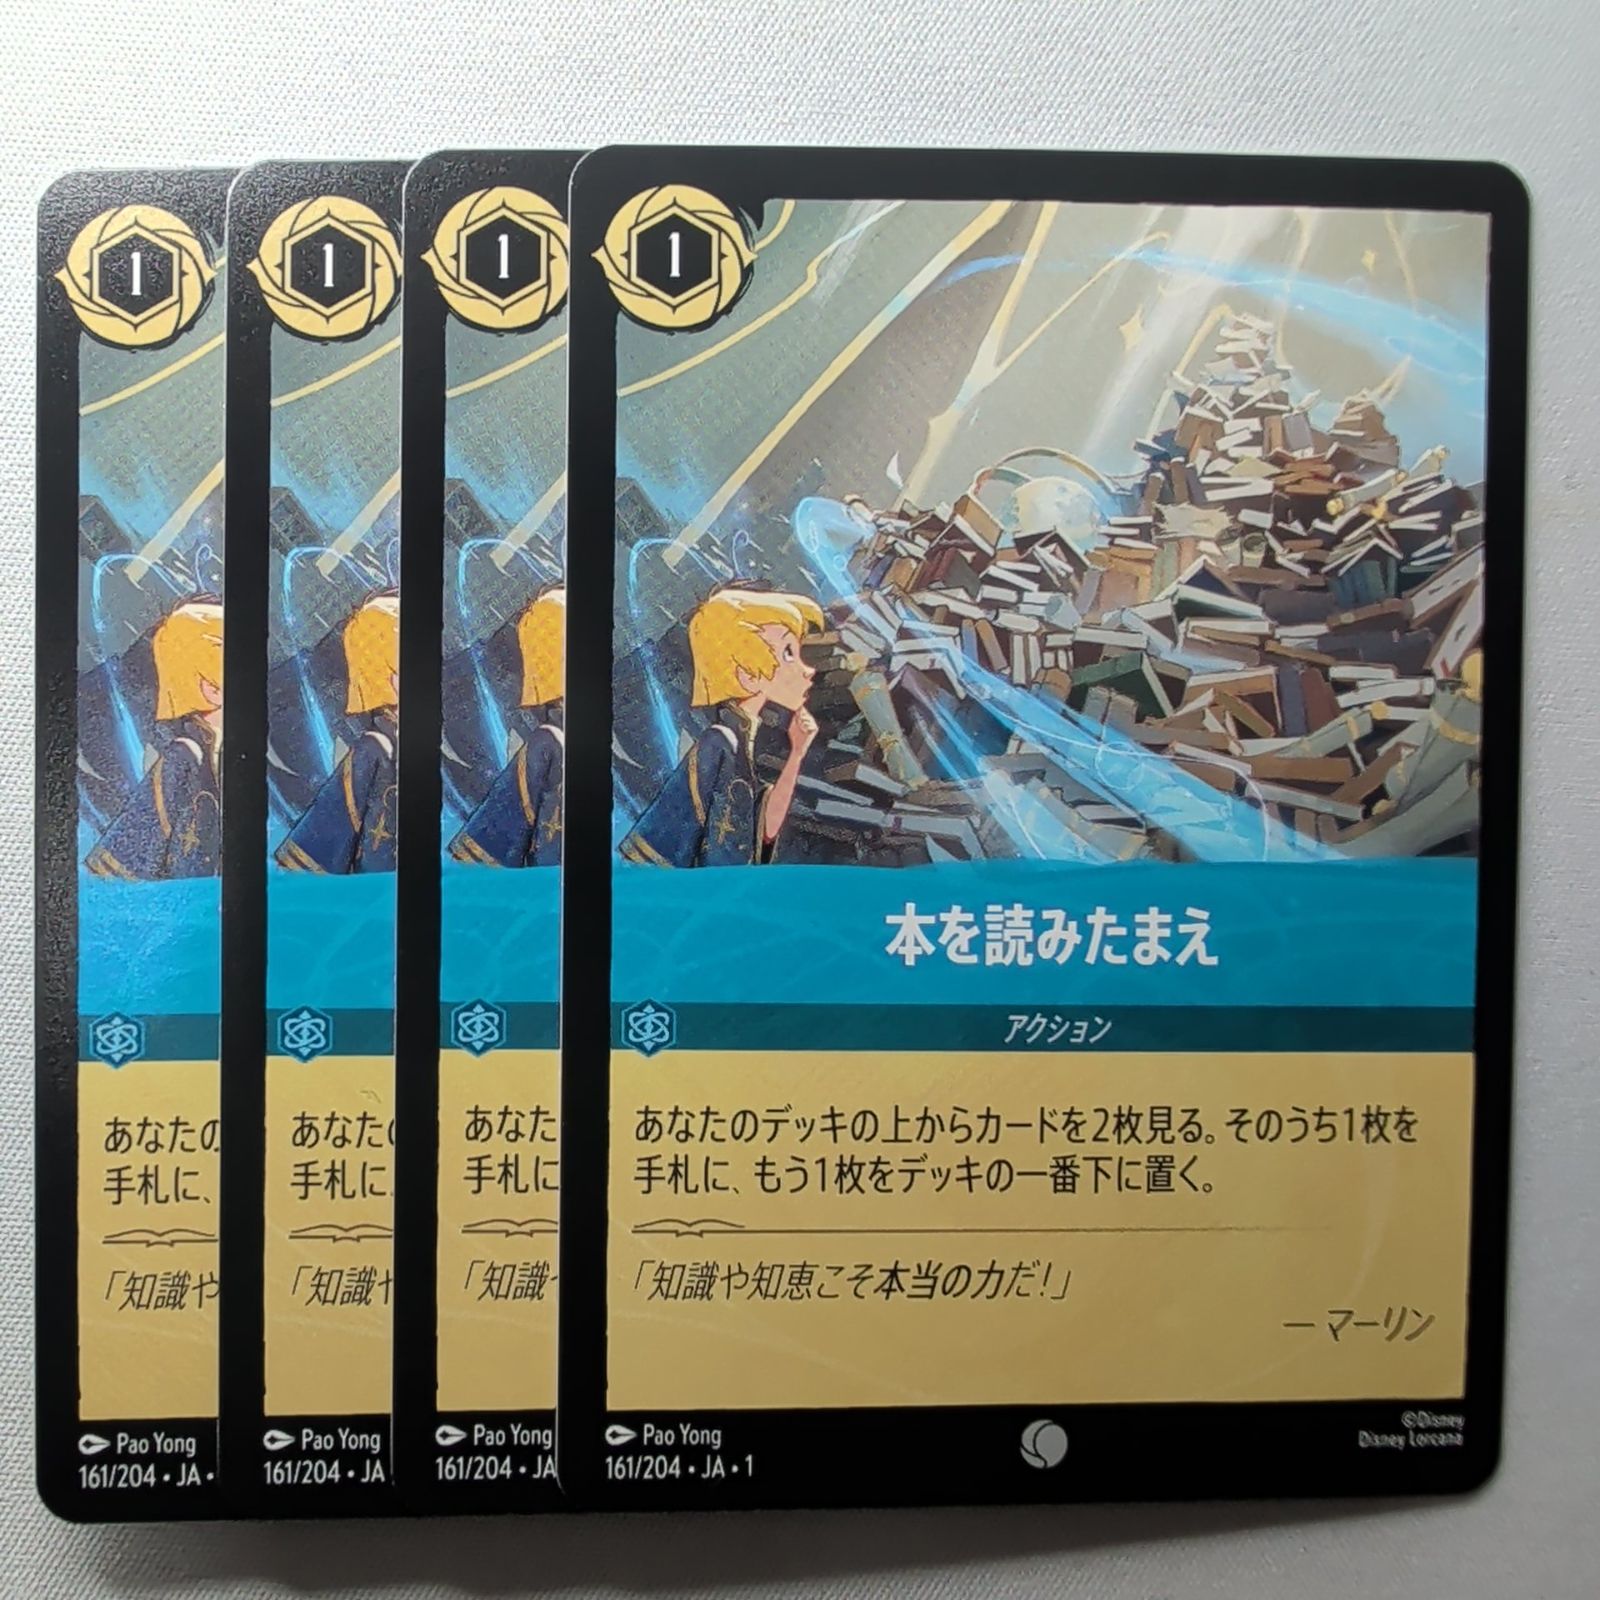 1
あなたの
手札に、
「知識や
Pao Yong
161/204・JA・
1
あなた
手札に
「知識
Pao Yong
161/204・JA
1
あなた
手札に
「知識
Pao Yong
161/204・JA
1
本を読みたまえ
アクション
あなたのデッキの上からカードを2枚見る。そのうち1枚を
手札に、もう1枚をデッキの一番下に置く。
「知識や知恵こそ本当の力だ!」
― マーリン
Pao Yong
161/204・JA・1
©Disney
Disney Lorcana